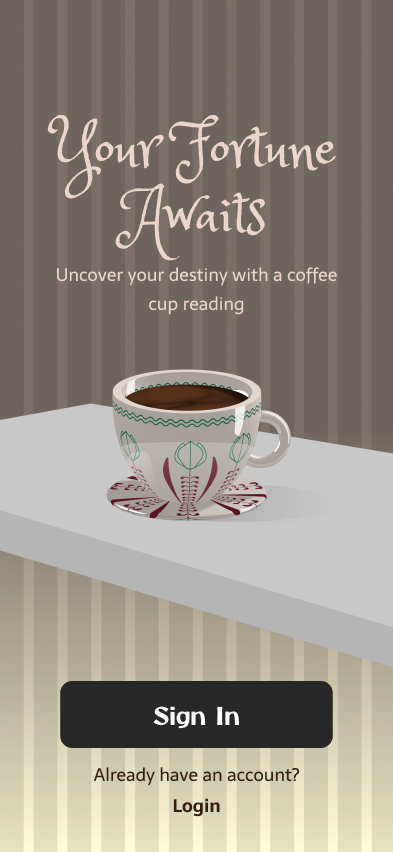 Your Fortune
Awaits
Uncover your destiny with a coffee
cup reading
Sign In
Already have an account?
Login